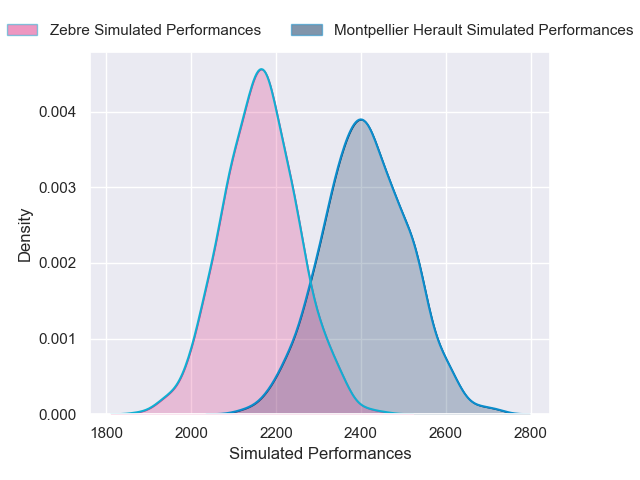 Zebre Simulated Performances Montpellier Herault Simulated Performances
0.004
0.003
0.002
0.001
0.000
Density
1800 2000 2200 2400 2600 2800
Simulated Performances